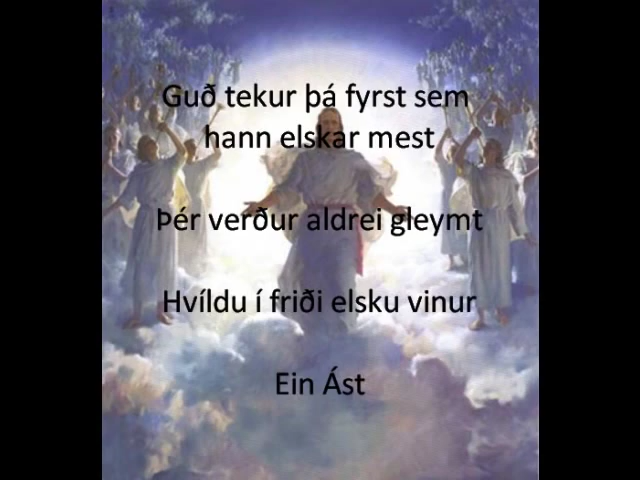 Guð tekur þá fyrst sem
hann elskar mest
Þér verður aldrei gleymt
Hvíldu í friði elsku vinur
Ein Ást